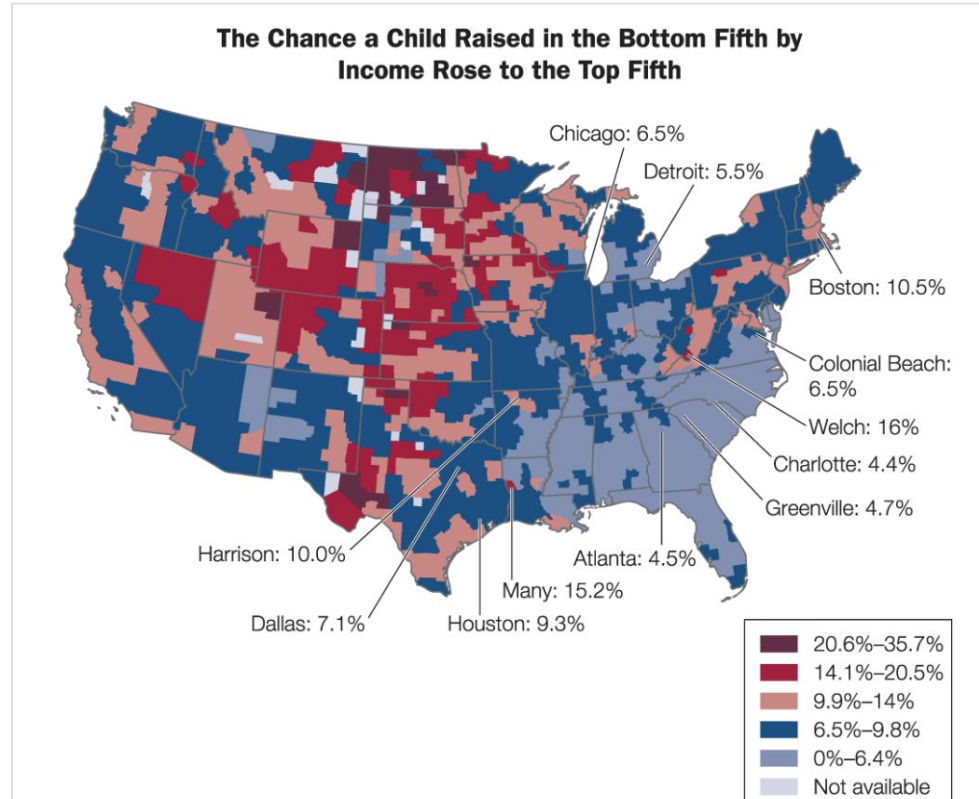 The Chance a Child Raised in the Bottom Fifth by
Income Rose to the Top Fifth
Chicago: 6.5%
Detroit: 5.5%
Boston: 10.5%
Colonial Beach:
6.5%
Welch: 16%
Charlotte: 4.4%
Greenville: 4.7%
Harrison: 10.0%
Atlanta: 4.5%
Many: 15.2%
Dallas: 7.1%
Houston: 9.3%
20.6%–35.7%
14.1%–20.5%
9.9%–14%
6.5%–9.8%
0%–6.4%
Not available